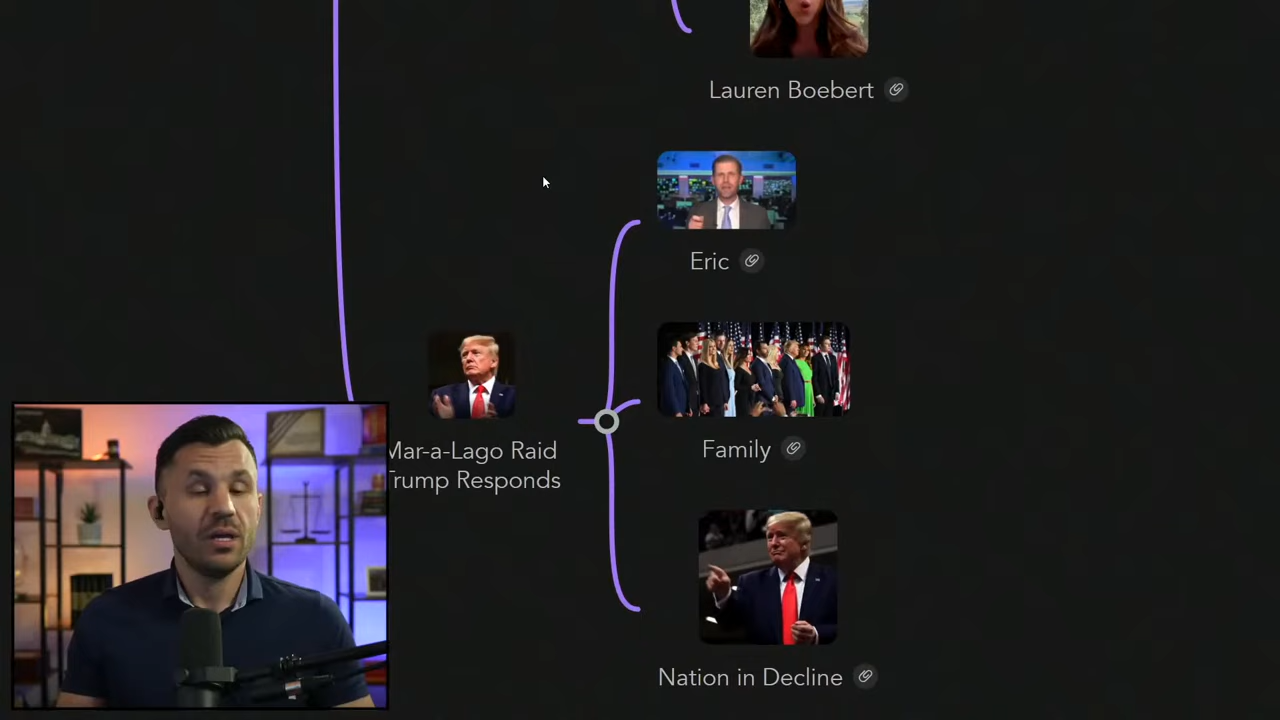 Lauren Boebert
Eric
Mar-a-Lago Raid
Trump Responds
Family
Nation in Decline